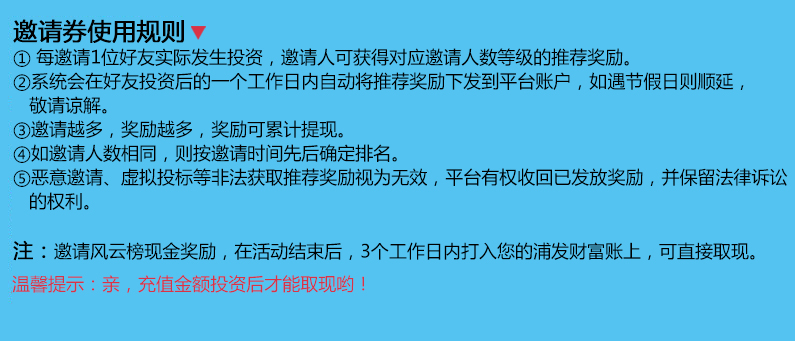 邀请券使用规则▼
① 每邀请1位好友实际发生投资，邀请人可获得对应邀请人数等级的推荐奖励。
②系统会在好友投资后的一个工作日内自动将推荐奖励下发到平台账户，如遇节假日则顺延，
敬请谅解。
③邀请越多，奖励越多，奖励可累计提现。
④如邀请人数相同，则按邀请时间先后确定排名。
⑤恶意邀请、虚拟投标等非法获取推荐奖励视为无效，平台有权收回已发放奖励，并保留法律诉讼
的权利。
注：邀请风云榜现金奖励，在活动结束后，3个工作日内打入您的浦发财富账上，可直接取现。
温馨提示：亲，充值金额投资后才能取现哟！